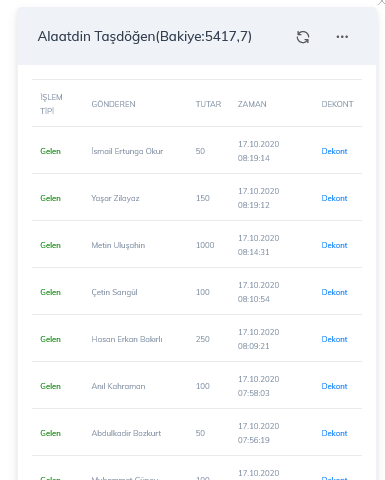 Alaatdin Taşdöğen(Bakiye:5417,7)
İŞLEM TİPİ GÖNDEREN TUTAR ZAMAN DEKONT
Gelen İsmail Ertunga Okur 50 17.10.2020 08:19:14 Dekont
Gelen Yaşar Zilayaz 150 17.10.2020 08:19:12 Dekont
Gelen Metin Uluşahin 1000 17.10.2020 08:14:31 Dekont
Gelen Çetin Sarıgül 100 17.10.2020 08:10:54 Dekont
Gelen Hasan Erkan Bakırlı 250 17.10.2020 08:09:21 Dekont
Gelen Anıl Kahraman 100 17.10.2020 07:58:03 Dekont
Gelen Abdulkadir Bozkurt 50 17.10.2020 07:56:19 Dekont
Gelen Muhammet 100 17.10.2020 Dekont